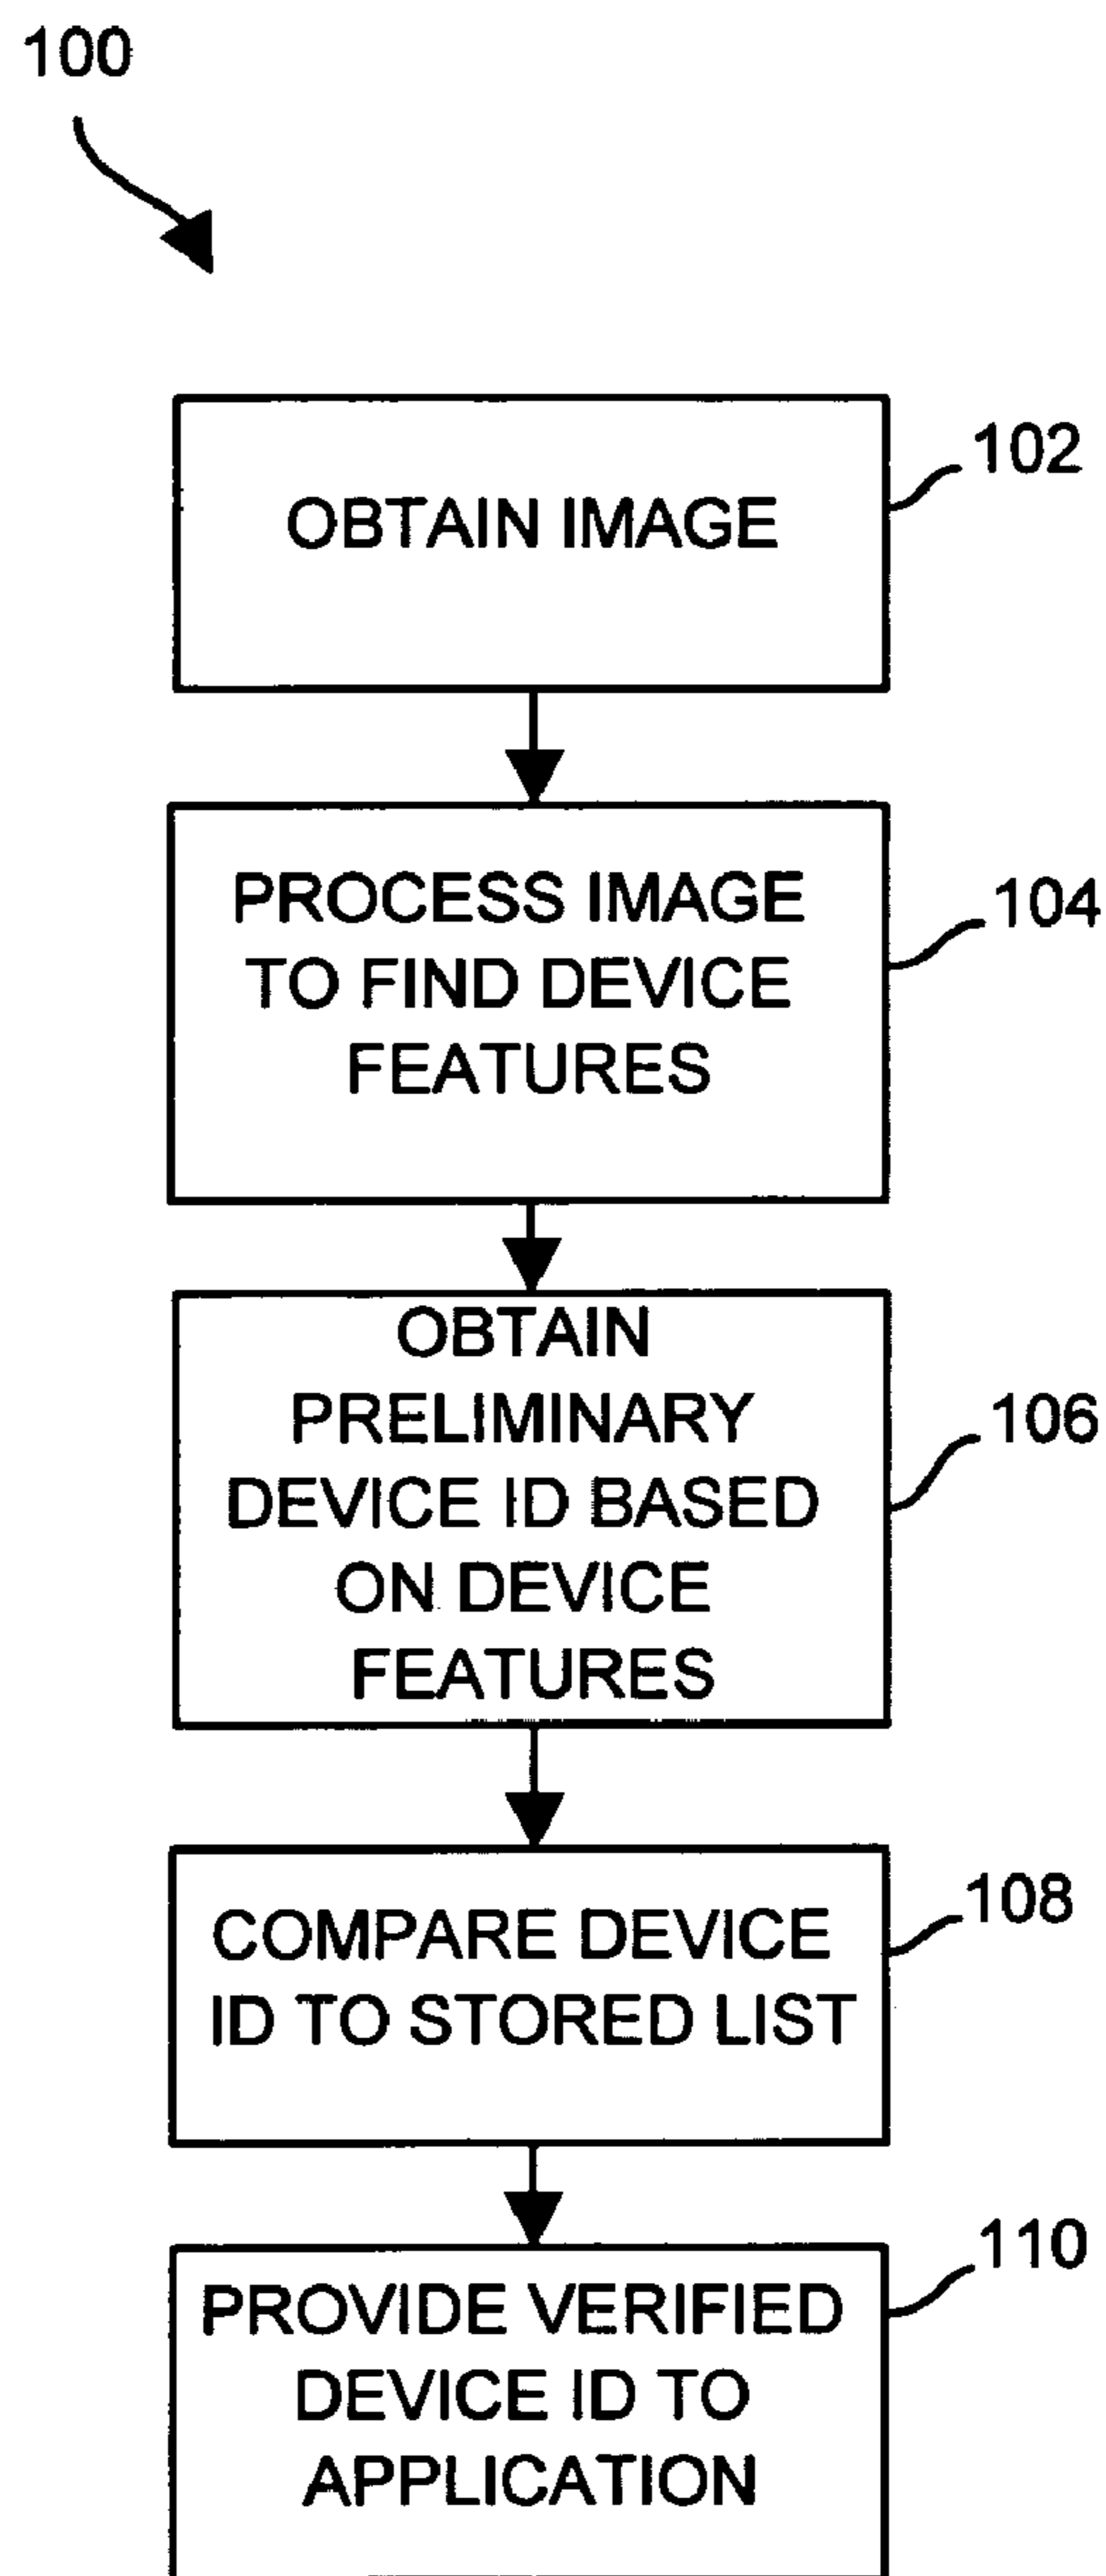 100
OBTAIN IMAGE
102
PROCESS IMAGE
TO FIND DEVICE
FEATURES
104
OBTAIN
PRELIMINARY
DEVICE ID BASED
ON DEVICE
FEATURES
106
COMPARE DEVICE
ID TO STORED LIST
108
PROVIDE VERIFIED
DEVICE ID TO
APPLICATION
110